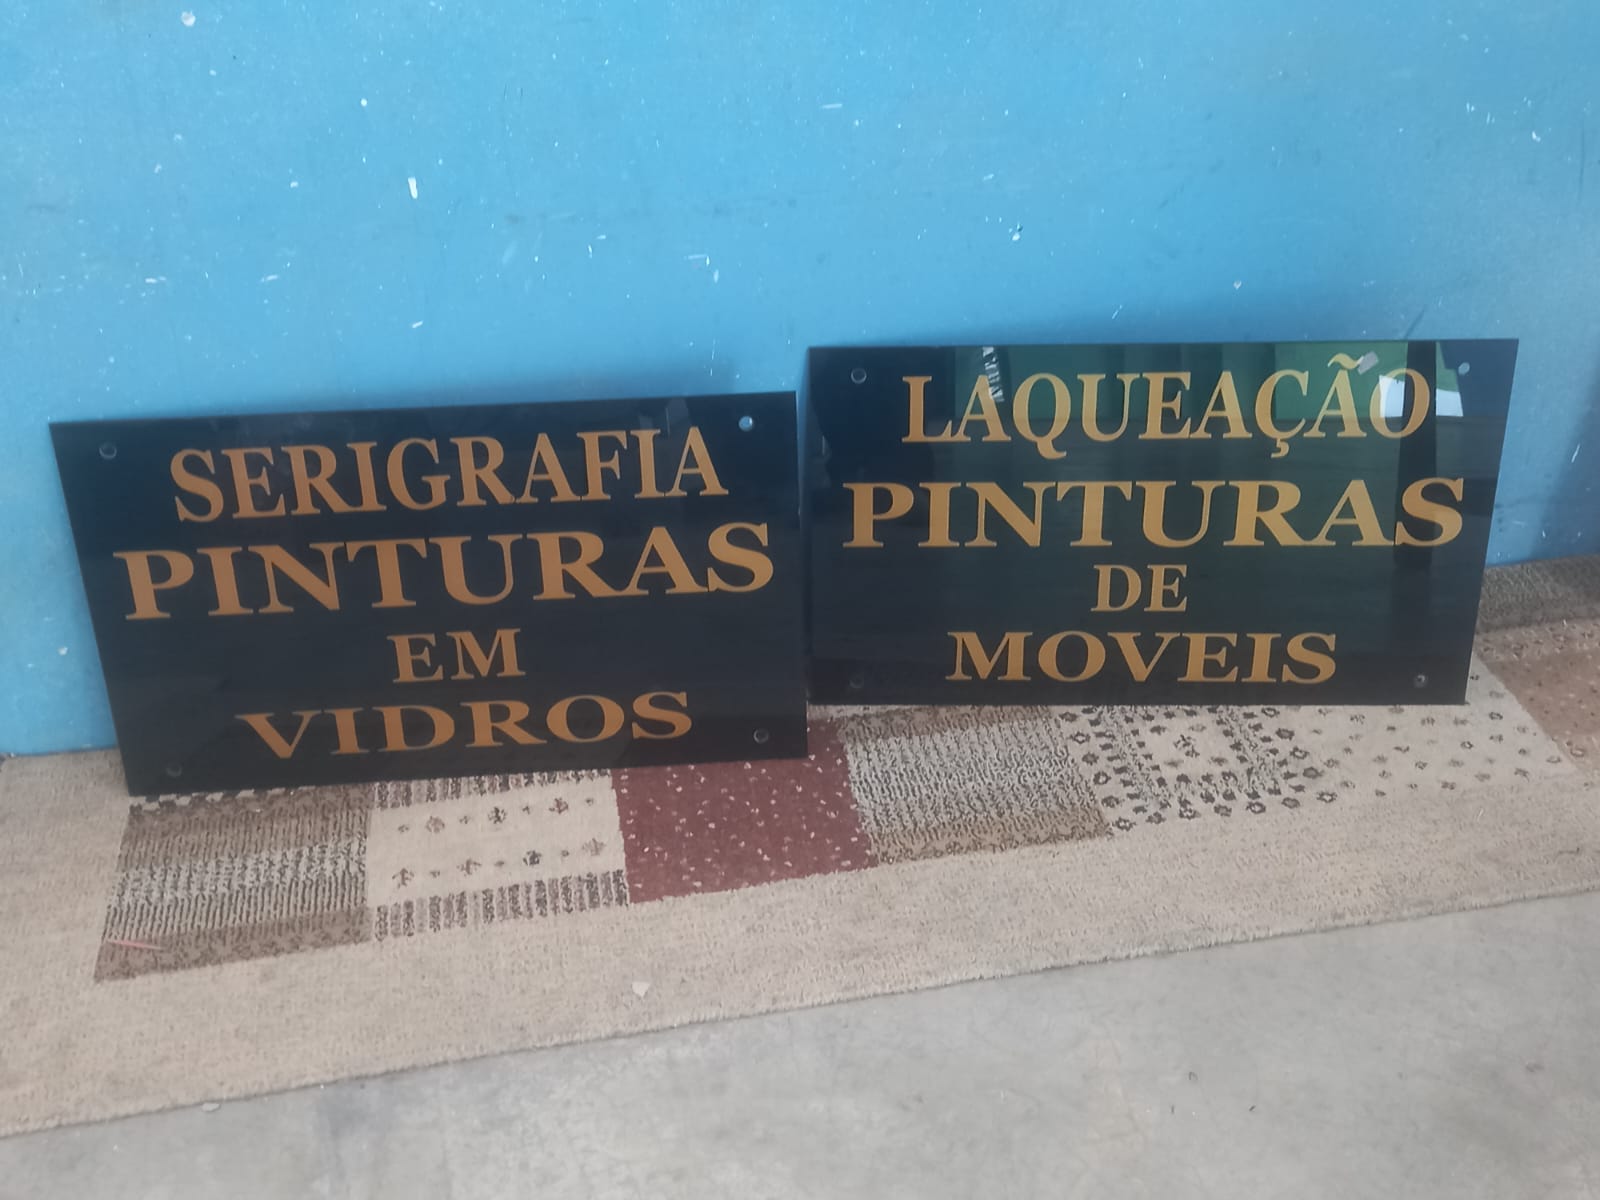 SERIGRAFIA
PINTURAS
EM
VIDROS
LAQUEAÇÃO
PINTURAS
DE
MOVEIS